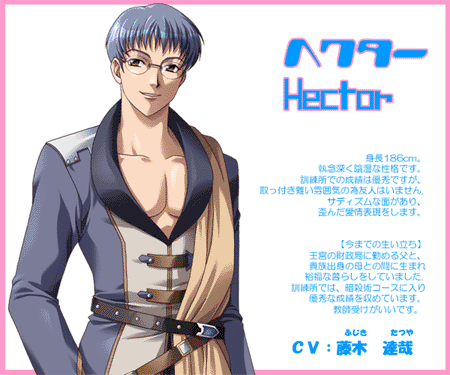 ヘクター
Hector
身長186cm。
執念深く陰湿な性格です。
訓練所での成績は優秀ですが、
取っ付き難い雰囲気の為友人はいません。
サディズムな面があり、
歪んだ愛情表現をします。
【今までの生い立ち】
王宮の財政局に勤める父と、
貴族出身の母との間に生まれ
裕福な暮らしをしていました。
訓練所では、暗殺術コースに入り
優秀な成績を収めています。
教師受けがいいです。
ふじき たつや
CV：藤木 達哉